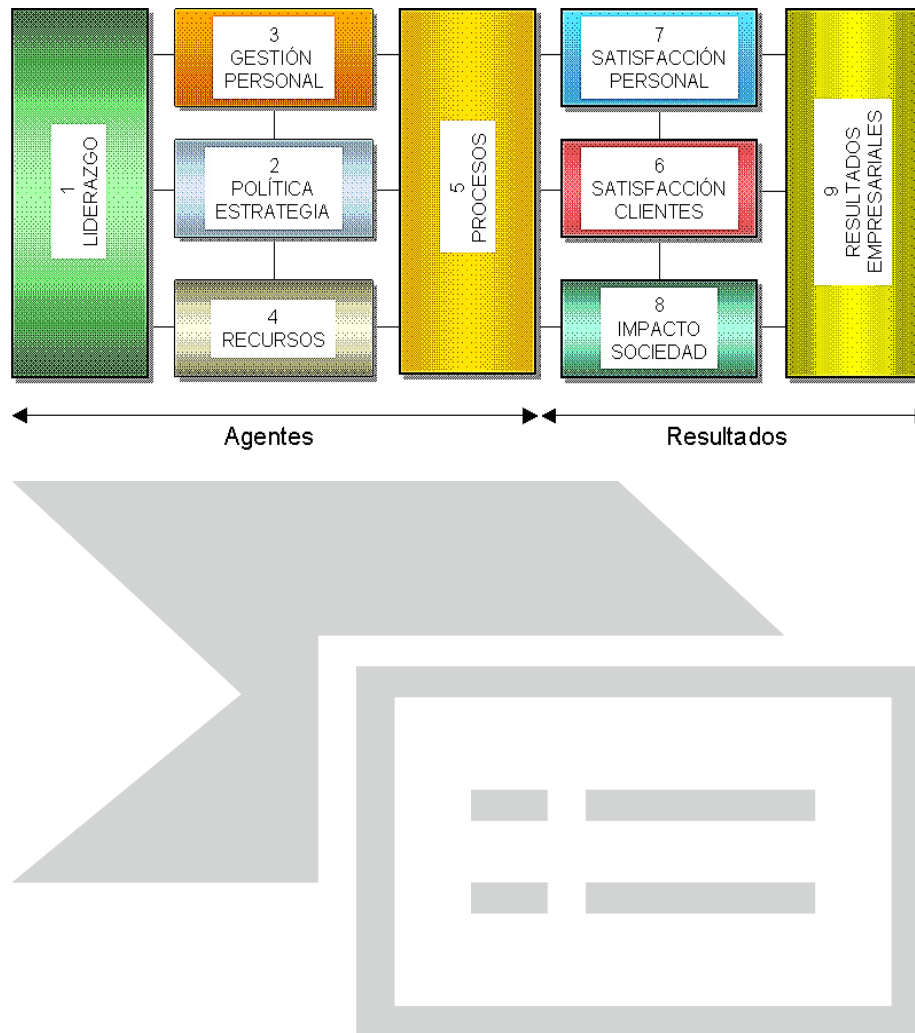 1
LIDERAZGO
3
GESTIÓN
PERSONAL
2
POLÍTICA
ESTRATEGIA
4
RECURSOS
5
PROCESOS
7
SATISFACCIÓN
PERSONAL
6
SATISFACCIÓN
CLIENTES
8
IMPACTO
SOCIEDAD
9
RESULTADOS
EMPRESARIALES
Agentes
Resultados